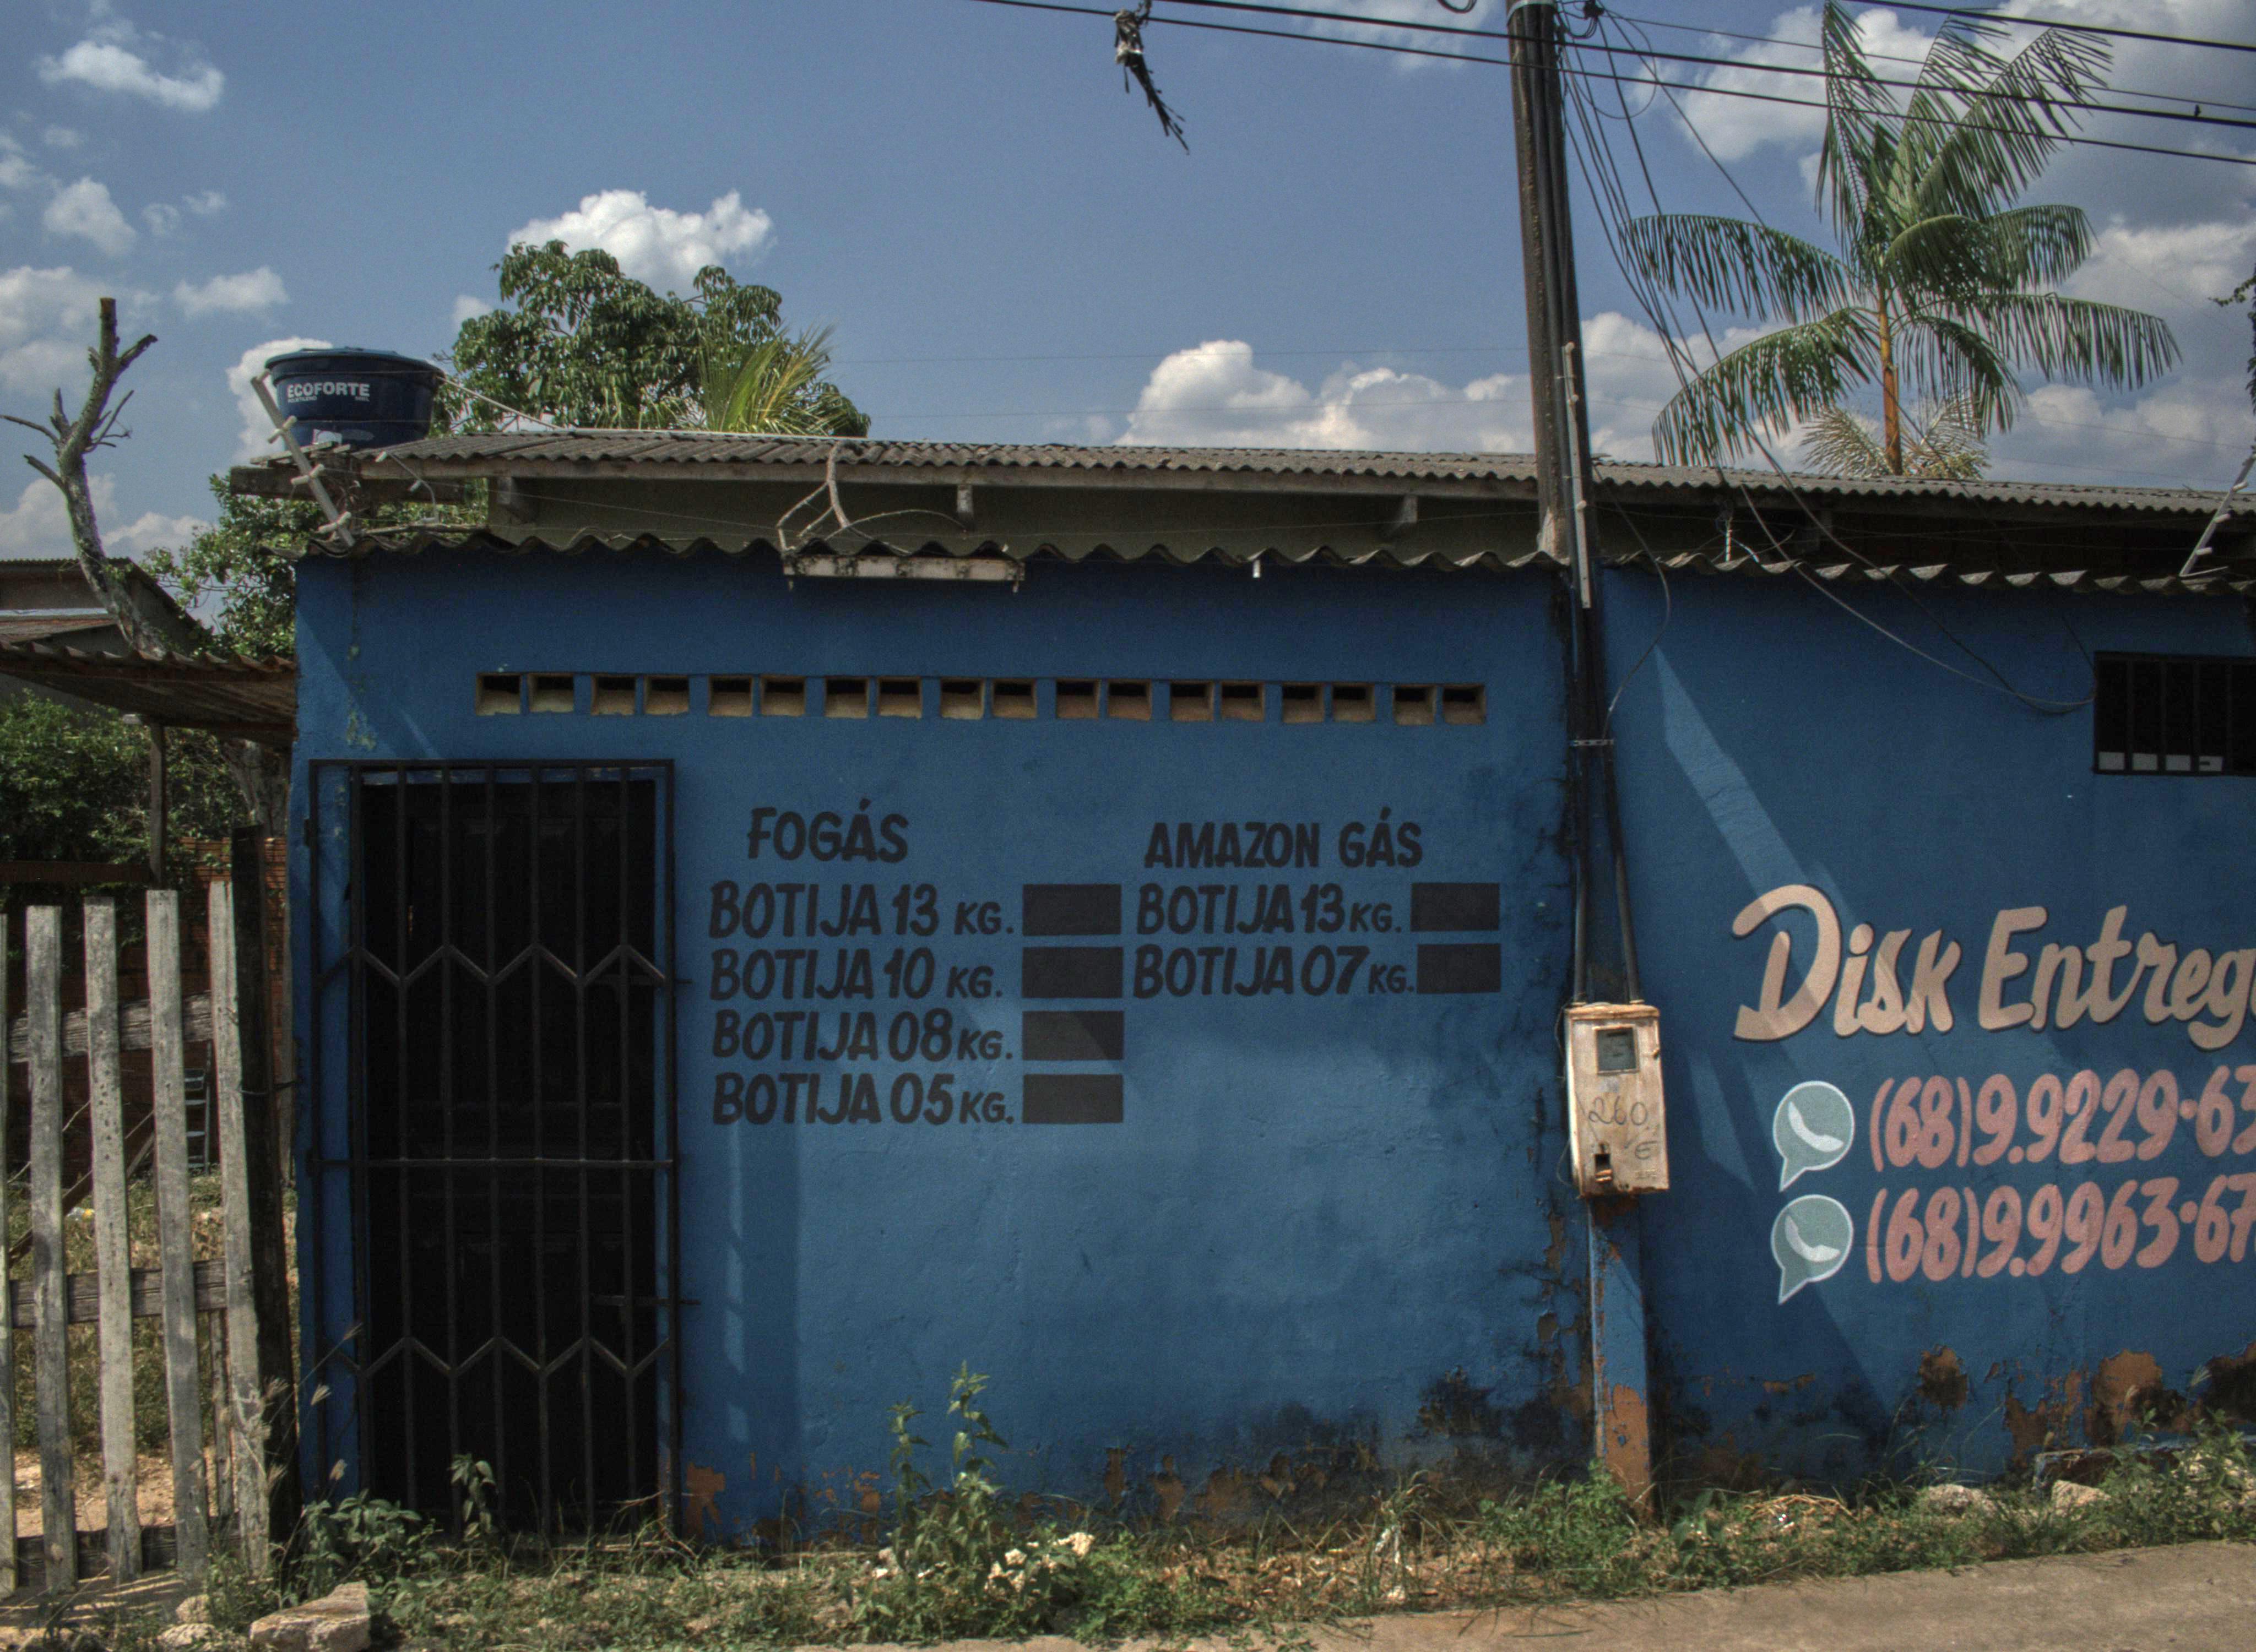 ECOFORTE
FOGÁS
BOTIJA 13 KG.
BOTIJA 10 KG.
BOTIJA 08 KG.
BOTIJA 05 KG.
AMAZON GÁS
BOTIJA 13 KG.
BOTIJA 07 KG.
260
E
Disk Entreg
(68)9.9229-63
(68)9.9963-67